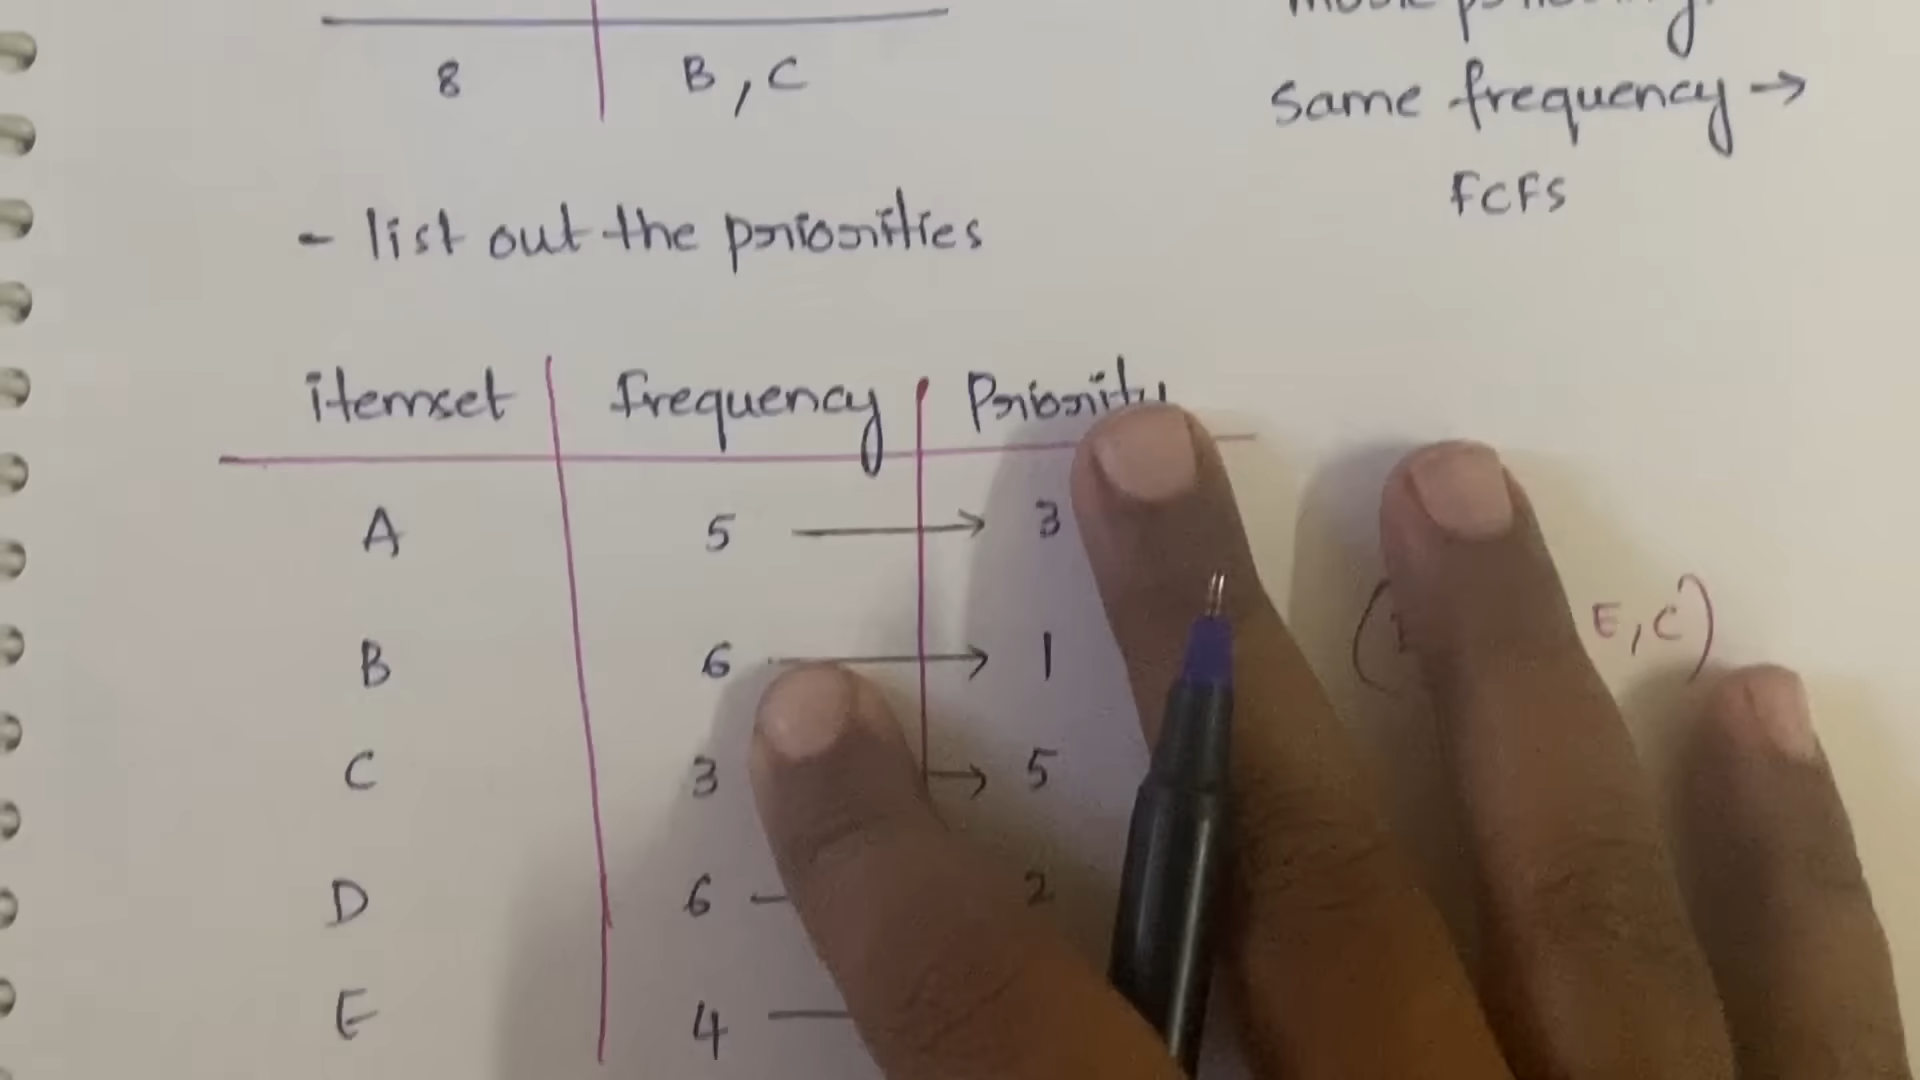 8 B, C
same frequency →
FCFS
- list out the priorities
itemset frequency Priority
A 5 → 3
B 6 → 1
( E, C)
C 3 → 5
D 6 - 2
E 4 —